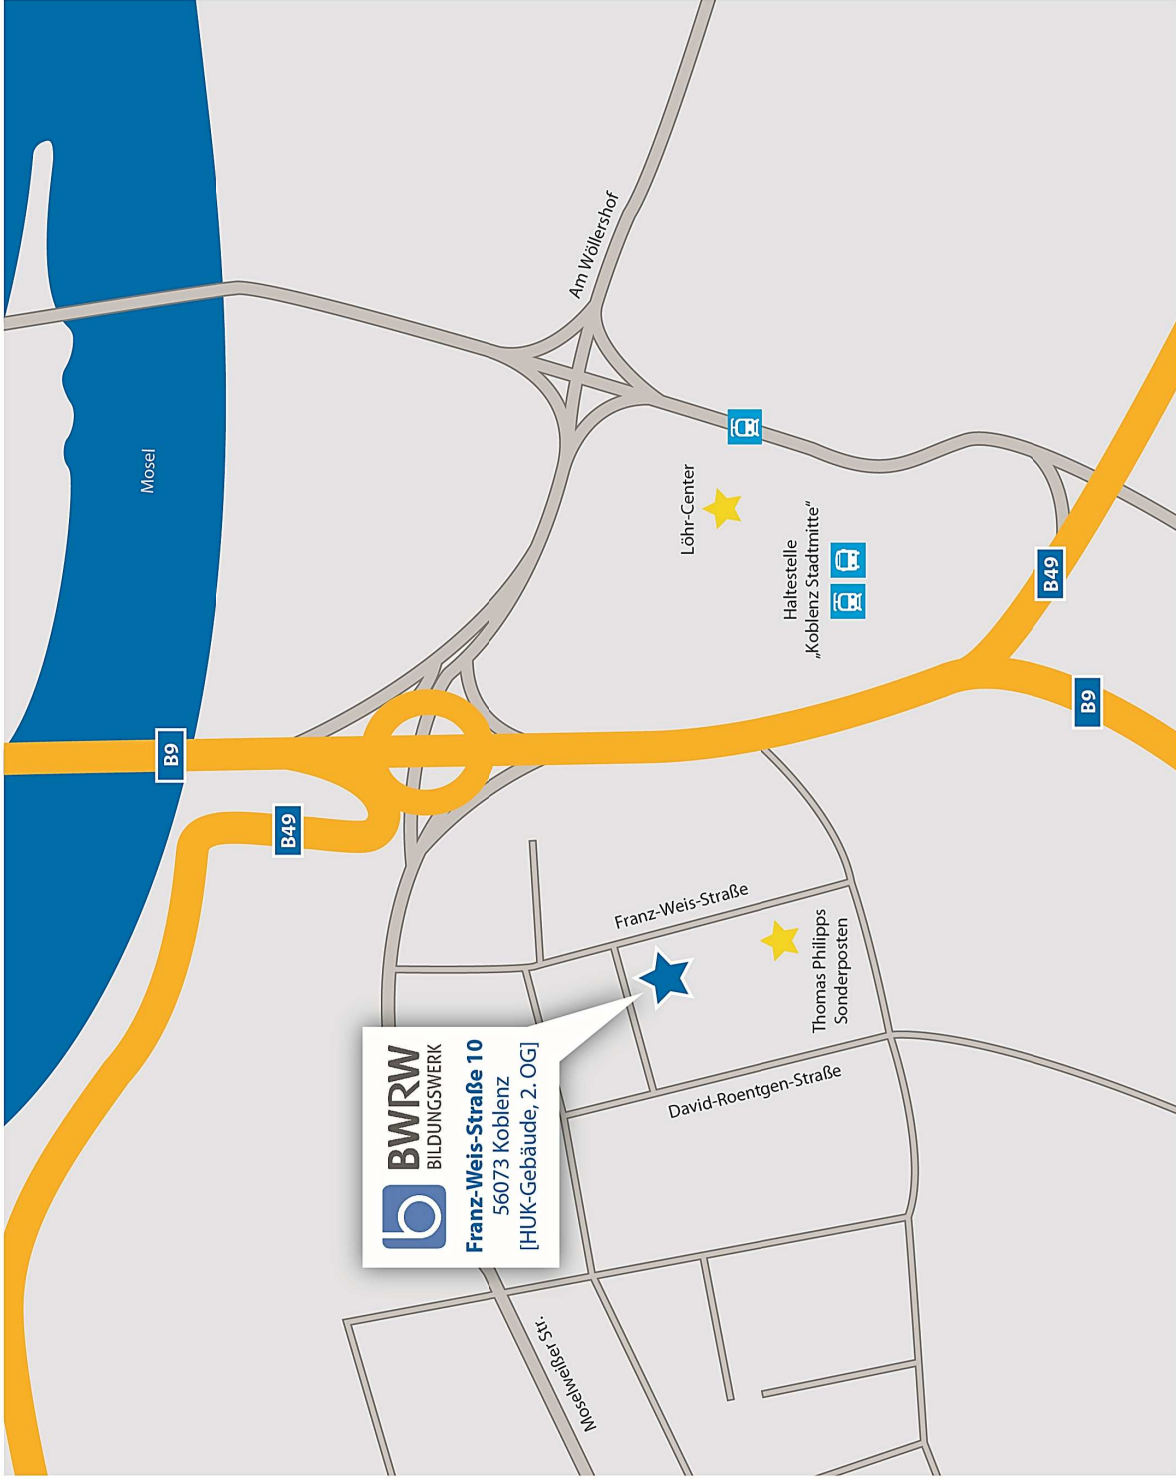 Mosel
B9
B49
Am Wöllershof
Löhr-Center
Haltestelle
„Koblenz Stadtmitte“
B49
B9
b
BWRW
BILDUNGSWERK
Franz-Weis-Straße 10
56073 Koblenz
[HUK-Gebäude, 2. OG]
Franz-Weis-Straße
Thomas Philipps
Sonderposten
David-Roentgen-Straße
Moselweißer Str.